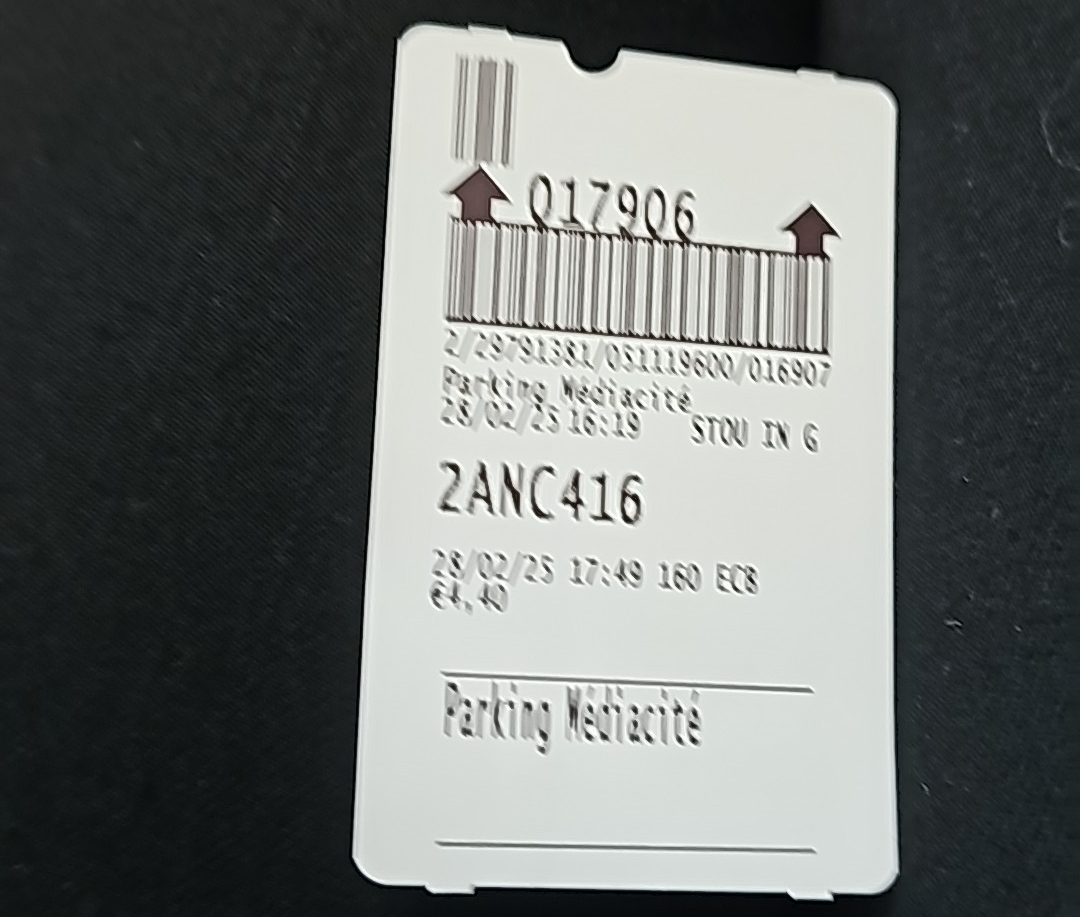 017906
2/29791381/051119600/016907
Parking Médiacité
28/02/25 16:19 STOU IN G
2ANC416
28/02/25 17:49 160 ECB
€4,40
Parking Médiacité